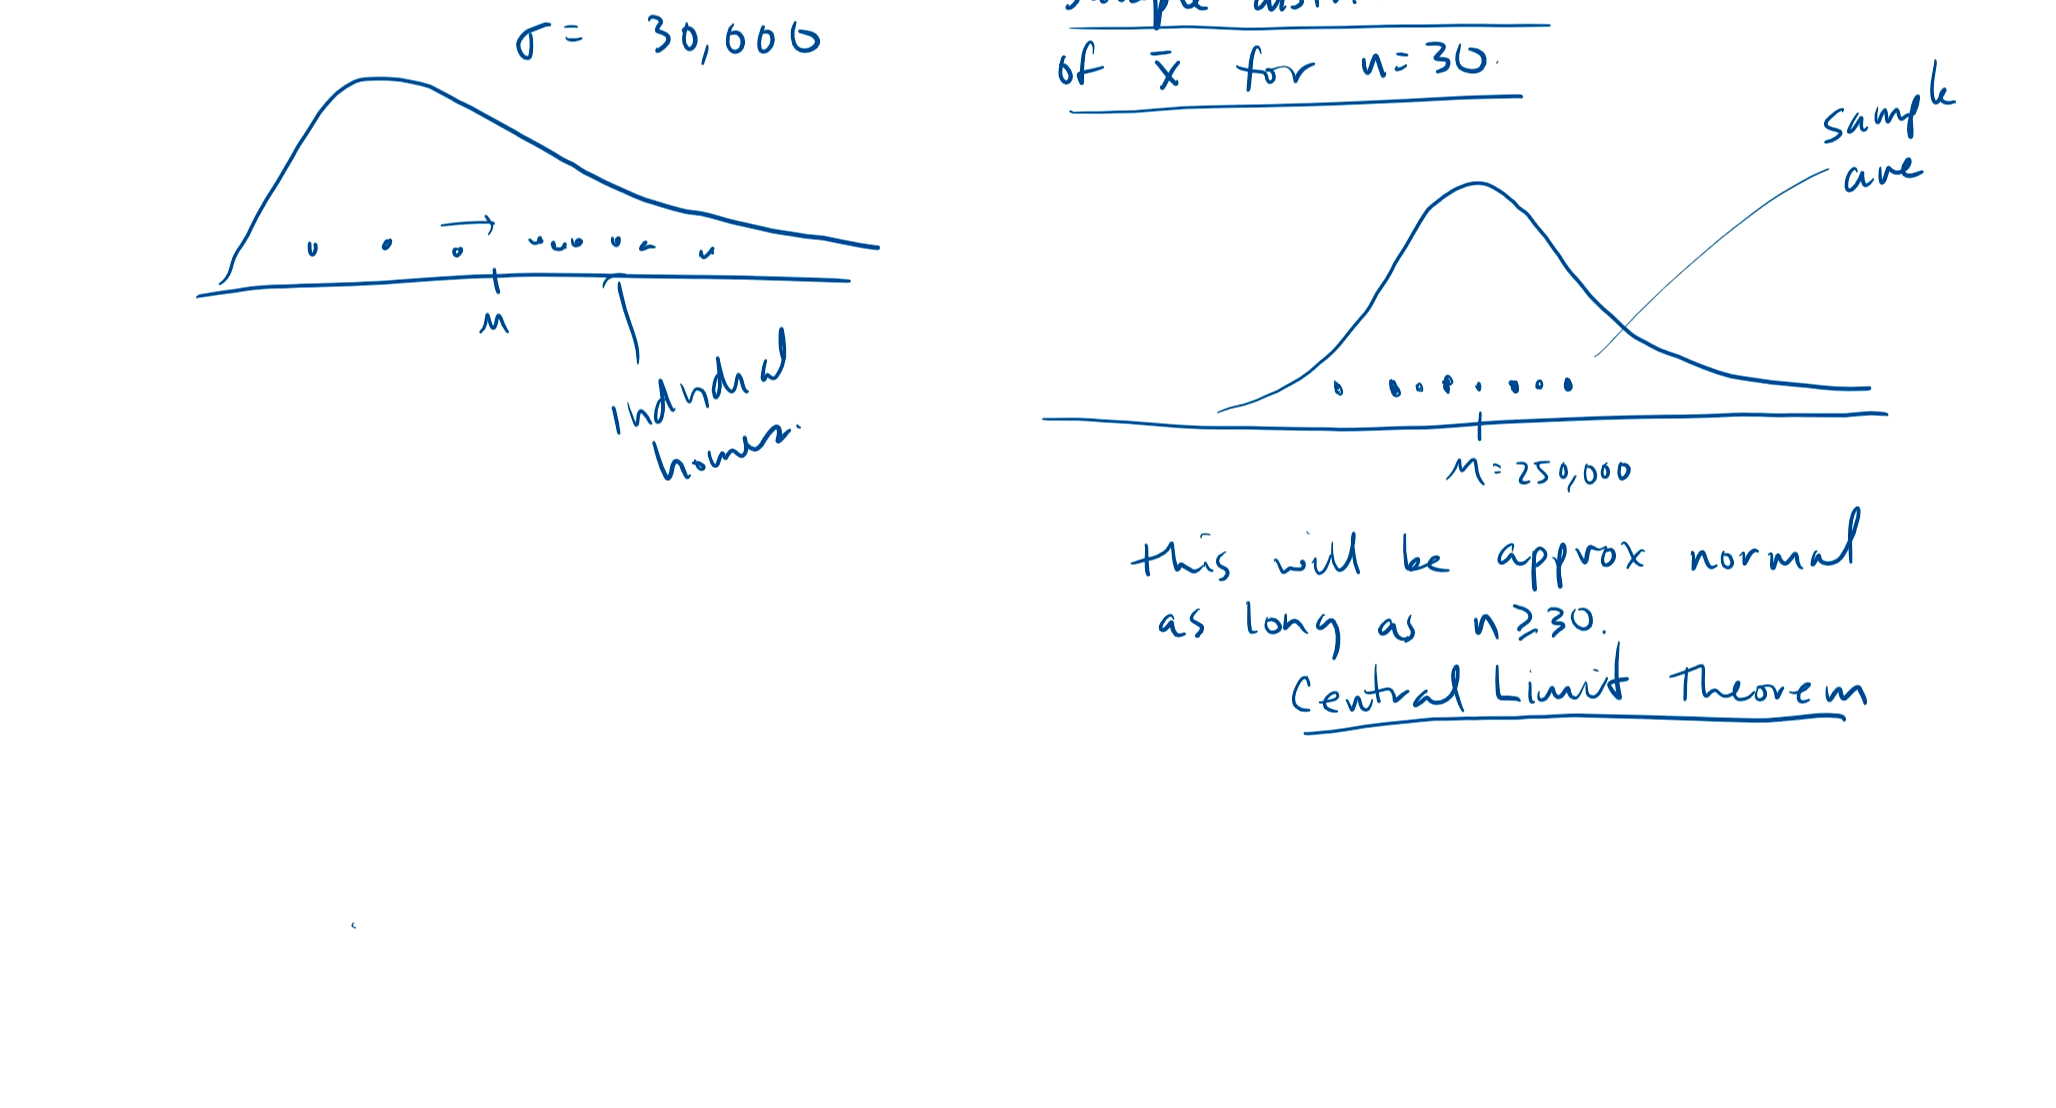 σ = 30,000
of x̄ for n=30.
sample
ave
μ
individual
homes.
μ = 250,000
this will be approx normal
as long as n≥30.
Central Limit Theorem